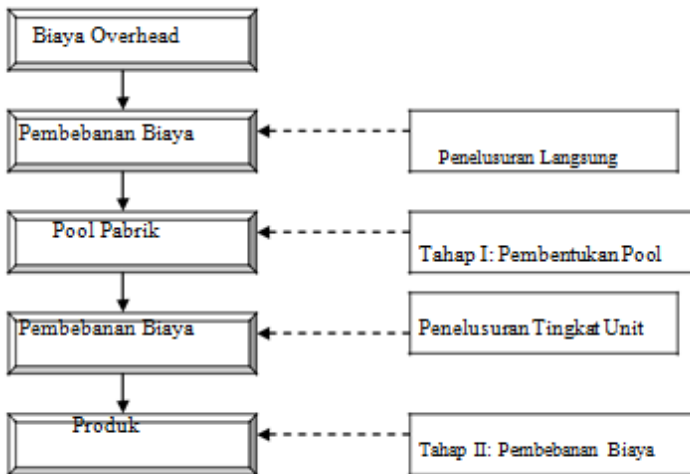 Biaya Overhead
Pembebanan Biaya
Penelusuran Langsung
Pool Pabrik
Tahap I: Pembentukan Pool
Pembebanan Biaya
Penelusuran Tingkat Unit
Produk
Tahap II: Pembebanan Biaya